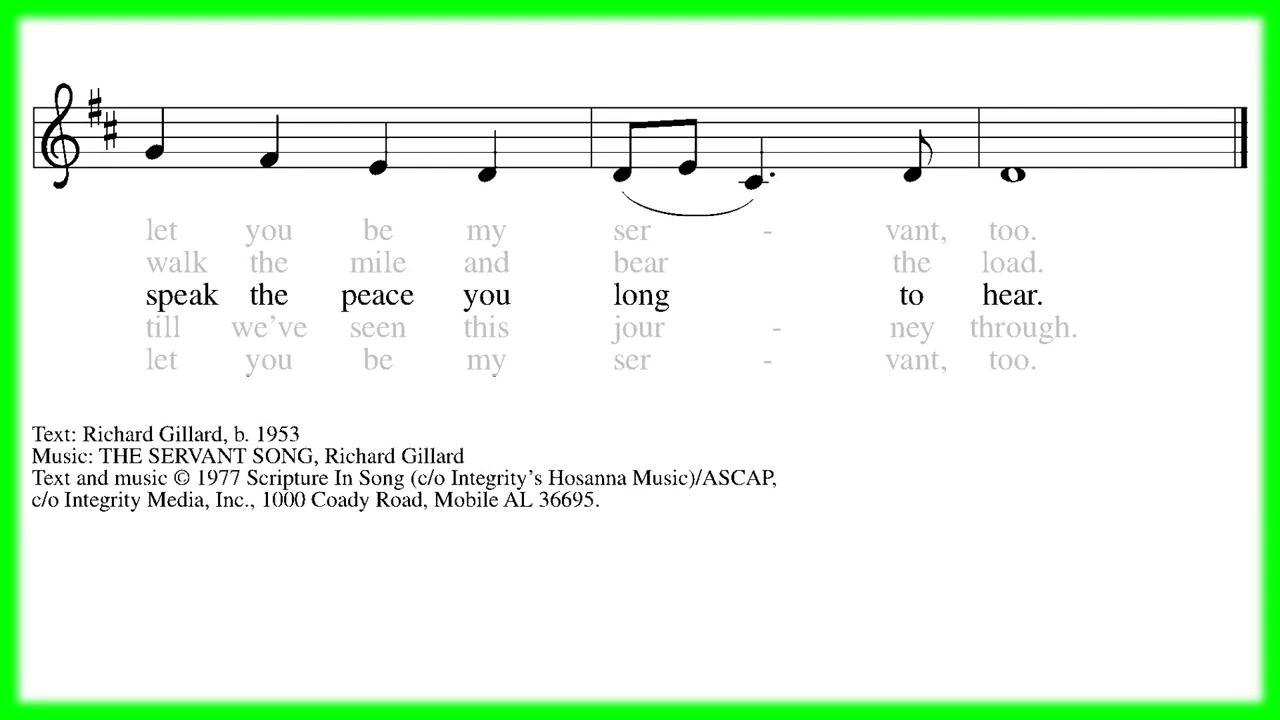 let you be my ser - vant, too.
walk the mile and bear the load.
speak the peace you long to hear.
till we've seen this jour - ney through.
let you be my ser - vant, too.
Text: Richard Gillard, b. 1953
Music: THE SERVANT SONG, Richard Gillard
Text and music © 1977 Scripture In Song (c/o Integrity's Hosanna Music)/ASCAP,
c/o Integrity Media, Inc., 1000 Coady Road, Mobile AL 36695.